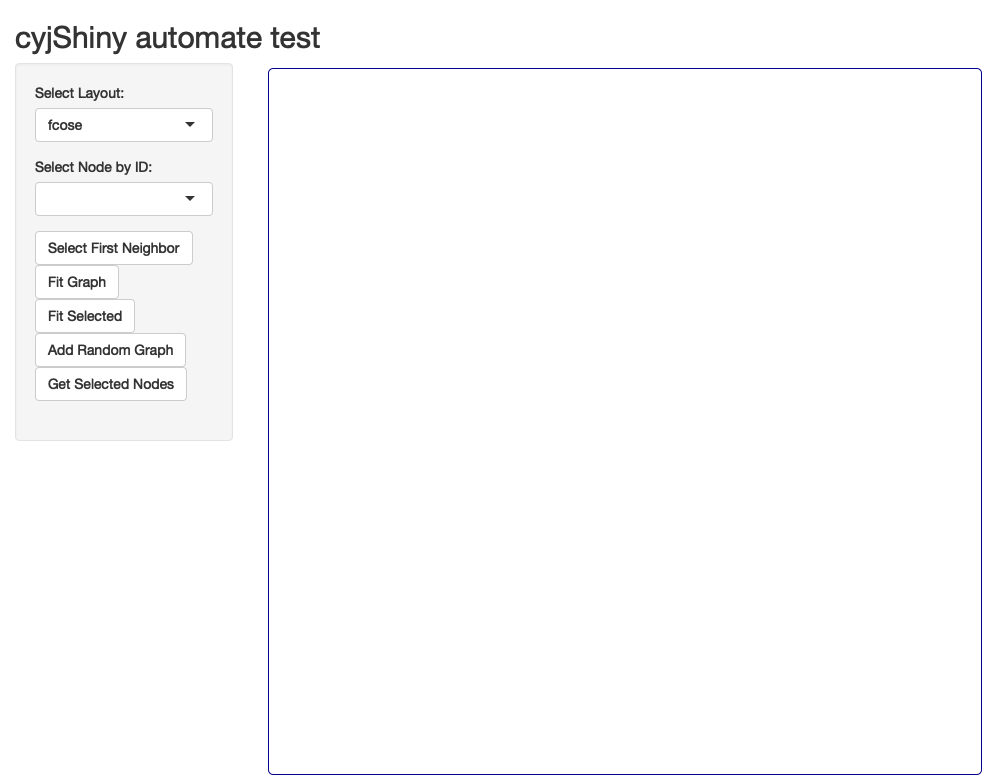 cyjShiny automate test
Select Layout:
fcose
Select Node by ID:
Select First Neighbor
Fit Graph
Fit Selected
Add Random Graph
Get Selected Nodes